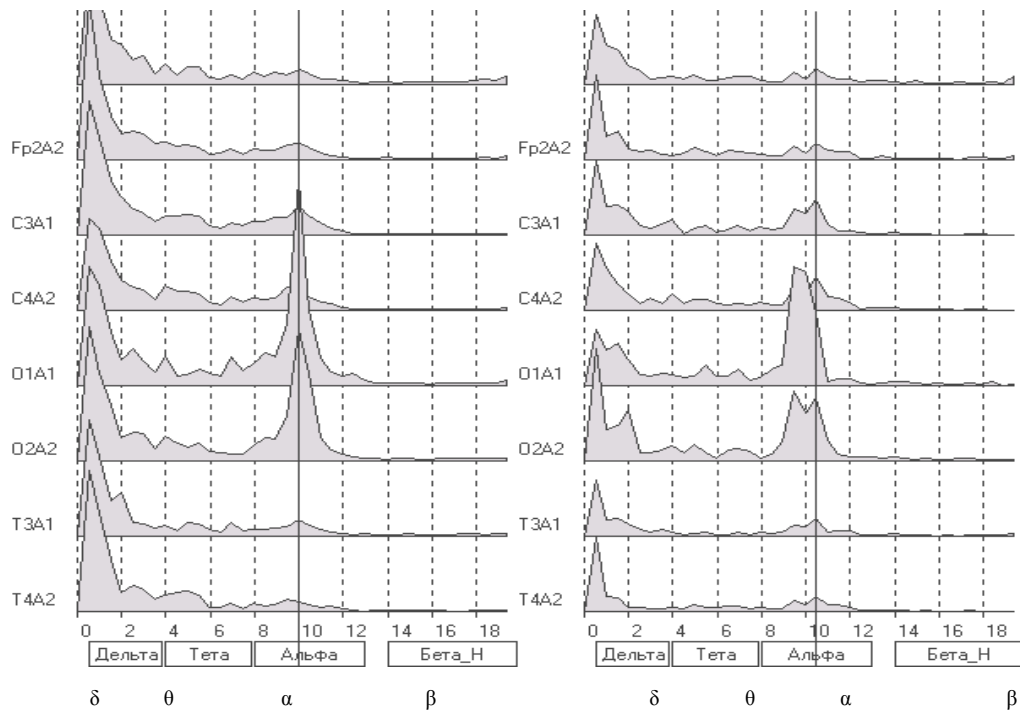 Fp2A2 Fp2A2
C3A1 C3A1
C4A2 C4A2
O1A1 O1A1
O2A2 O2A2
T3A1 T3A1
T4A2 T4A2
0 2 4 6 8 10 12 14 16 18 0 2 4 6 8 10 12 14 16 18
Дельта Тета Альфа Бета_Н Дельта Тета Альфа Бета_Н
δ θ α β δ θ α β